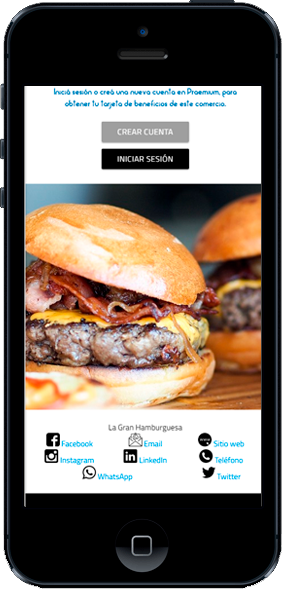 Iniciá sesión o creá una nueva cuenta en Praemium, para
obtener tu tarjeta de beneficios de este comercio.
CREAR CUENTA
INICIAR SESIÓN
La Gran Hamburguesa
Facebook Email Sitio web
Instagram LinkedIn Teléfono
WhatsApp Twitter